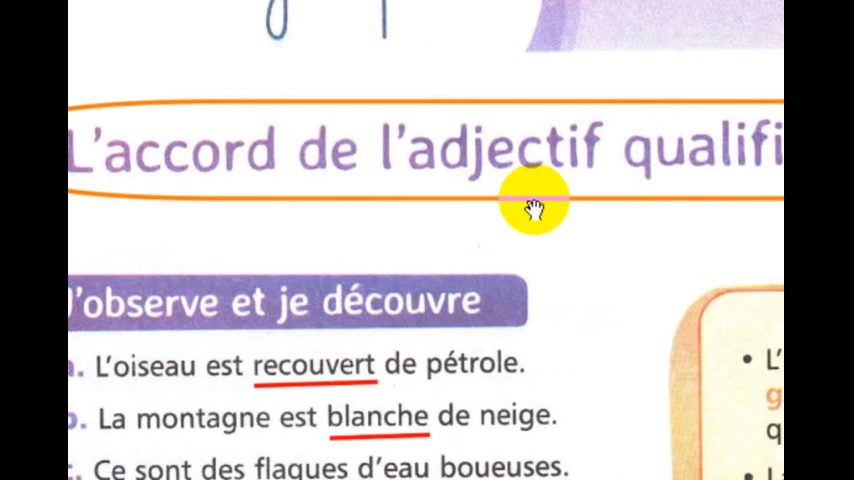 L'accord de l'adjectif qualifi
J'observe et je découvre
a. L'oiseau est recouvert de pétrole.
b. La montagne est blanche de neige.
c. Ce sont des flaques d'eau boueuses.
• L'
g
q